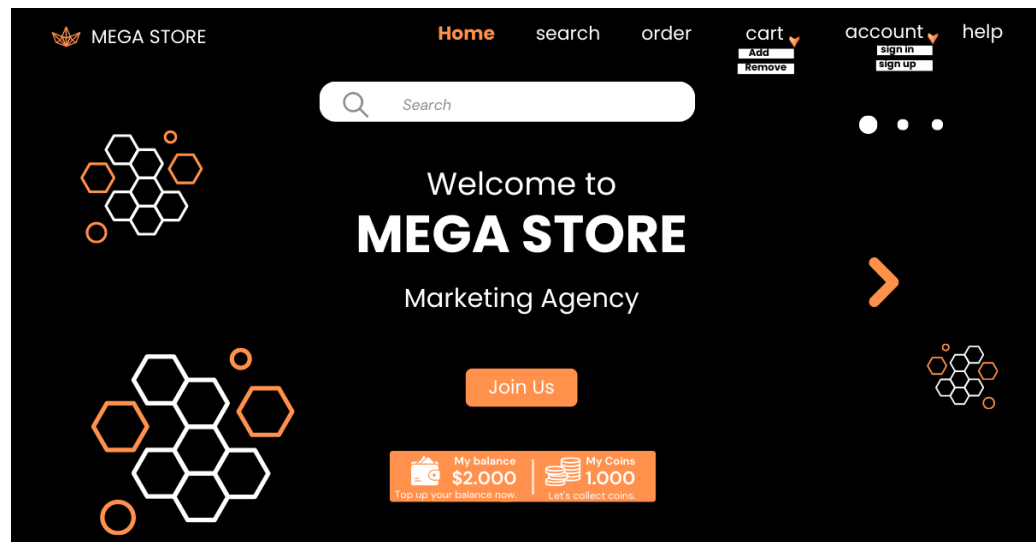 MEGA STORE
Home search order cart account help
Add
Remove
sign in
sign up
Search
Welcome to
MEGA STORE
Marketing Agency
Join Us
My balance
$2.000
Top up your balance now.
My Coins
1.000
Let's collect coins.